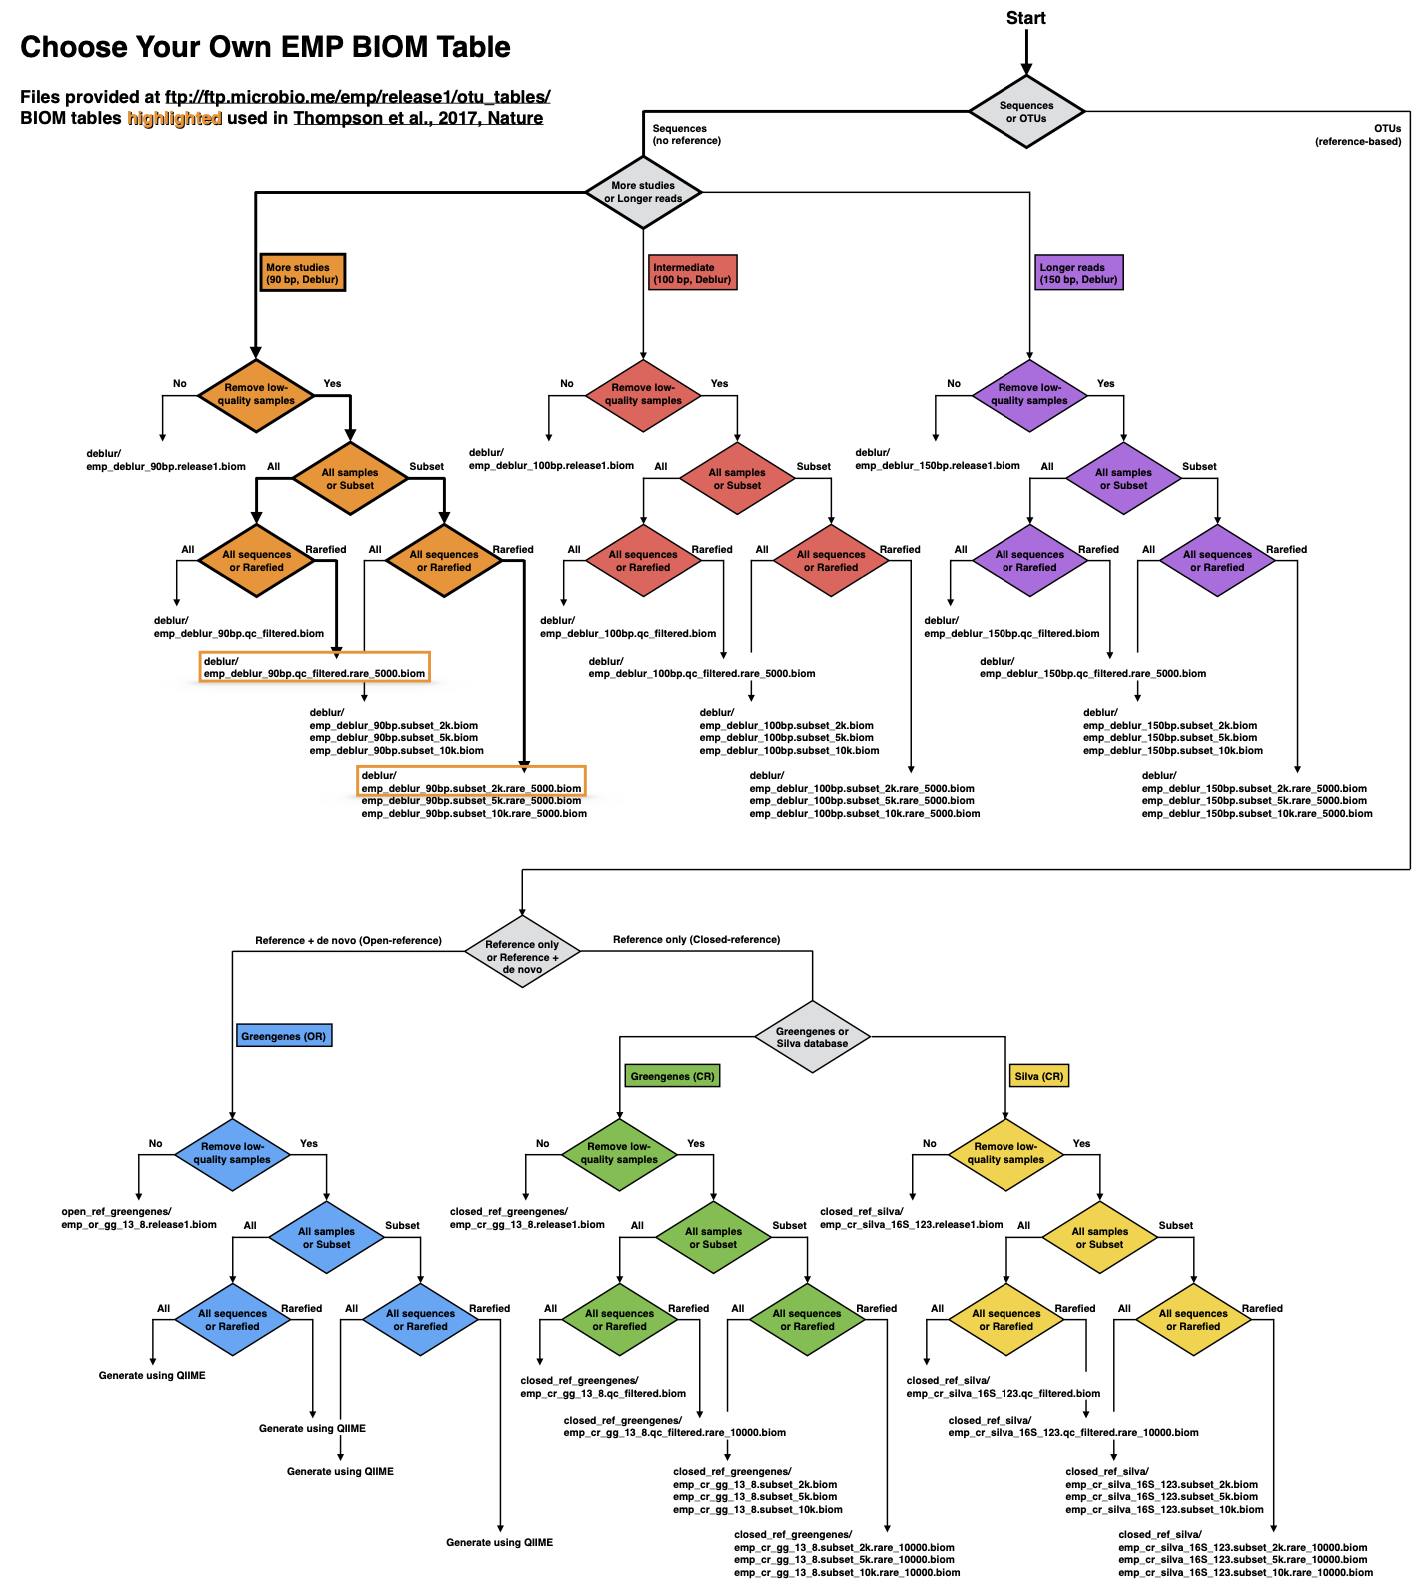 Start
Choose Your Own EMP BIOM Table
Files provided at ftp://ftp.microbio.me/emp/release1/otu_tables/
BIOM tables highlighted used in Thompson et al., 2017, Nature
Sequences
or OTUs
Sequences
(no reference)
OTUs
(reference-based)
More studies
or Longer reads
More studies
(90 bp, Deblur)
Intermediate
(100 bp, Deblur)
Longer reads
(150 bp, Deblur)
No
Remove low-
quality samples
Yes
No
Remove low-
quality samples
Yes
No
Remove low-
quality samples
Yes
deblur/
emp_deblur_90bp.release1.biom
All
All samples
or Subset
Subset
deblur/
emp_deblur_100bp.release1.biom
All
All samples
or Subset
Subset
deblur/
emp_deblur_150bp.release1.biom
All
All samples
or Subset
Subset
All
All sequences
or Rarefied
Rarefied
All
All sequences
or Rarefied
Rarefied
All
All sequences
or Rarefied
Rarefied
All
All sequences
or Rarefied
Rarefied
All
All sequences
or Rarefied
Rarefied
All
All sequences
or Rarefied
Rarefied
deblur/
emp_deblur_90bp.qc_filtered.biom
deblur/
emp_deblur_100bp.qc_filtered.biom
deblur/
emp_deblur_150bp.qc_filtered.biom
deblur/
emp_deblur_90bp.qc_filtered.rare_5000.biom
deblur/
emp_deblur_100bp.qc_filtered.rare_5000.biom
deblur/
emp_deblur_150bp.qc_filtered.rare_5000.biom
deblur/
emp_deblur_90bp.subset_2k.biom
emp_deblur_90bp.subset_5k.biom
emp_deblur_90bp.subset_10k.biom
deblur/
emp_deblur_100bp.subset_2k.biom
emp_deblur_100bp.subset_5k.biom
emp_deblur_100bp.subset_10k.biom
deblur/
emp_deblur_150bp.subset_2k.biom
emp_deblur_150bp.subset_5k.biom
emp_deblur_150bp.subset_10k.biom
deblur/
emp_deblur_90bp.subset_2k.rare_5000.biom
emp_deblur_90bp.subset_5k.rare_5000.biom
emp_deblur_90bp.subset_10k.rare_5000.biom
deblur/
emp_deblur_100bp.subset_2k.rare_5000.biom
emp_deblur_100bp.subset_5k.rare_5000.biom
emp_deblur_100bp.subset_10k.rare_5000.biom
deblur/
emp_deblur_150bp.subset_2k.rare_5000.biom
emp_deblur_150bp.subset_5k.rare_5000.biom
emp_deblur_150bp.subset_10k.rare_5000.biom
Reference + de novo (Open-reference)
Reference only
or Reference +
de novo
Reference only (Closed-reference)
Greengenes (OR)
Greengenes or
Silva database
Greengenes (CR)
Silva (CR)
No
Remove low-
quality samples
Yes
No
Remove low-
quality samples
Yes
No
Remove low-
quality samples
Yes
open_ref_greengenes/
emp_or_gg_13_8.release1.biom
All
All samples
or Subset
Subset
closed_ref_greengenes/
emp_cr_gg_13_8.release1.biom
All
All samples
or Subset
Subset
closed_ref_silva/
emp_cr_silva_16S_123.release1.biom
All
All samples
or Subset
Subset
All
All sequences
or Rarefied
Rarefied
All
All sequences
or Rarefied
Rarefied
All
All sequences
or Rarefied
Rarefied
All
All sequences
or Rarefied
Rarefied
All
All sequences
or Rarefied
Rarefied
All
All sequences
or Rarefied
Rarefied
Generate using QIIME
closed_ref_greengenes/
emp_cr_gg_13_8.qc_filtered.biom
closed_ref_silva/
emp_cr_silva_16S_123.qc_filtered.biom
Generate using QIIME
closed_ref_greengenes/
emp_cr_gg_13_8.qc_filtered.rare_10000.biom
closed_ref_silva/
emp_cr_silva_16S_123.qc_filtered.rare_10000.biom
Generate using QIIME
closed_ref_greengenes/
emp_cr_gg_13_8.subset_2k.biom
emp_cr_gg_13_8.subset_5k.biom
emp_cr_gg_13_8.subset_10k.biom
closed_ref_silva/
emp_cr_silva_16S_123.subset_2k.biom
emp_cr_silva_16S_123.subset_5k.biom
emp_cr_silva_16S_123.subset_10k.biom
Generate using QIIME
closed_ref_greengenes/
emp_cr_gg_13_8.subset_2k.rare_10000.biom
emp_cr_gg_13_8.subset_5k.rare_10000.biom
emp_cr_gg_13_8.subset_10k.rare_10000.biom
closed_ref_silva/
emp_cr_silva_16S_123.subset_2k.rare_10000.biom
emp_cr_silva_16S_123.subset_5k.rare_10000.biom
emp_cr_silva_16S_123.subset_10k.rare_10000.biom